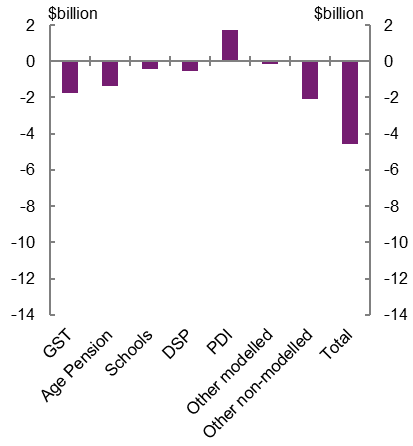 $billion $billion
2 2
0 0
-2 -2
-4 -4
-6 -6
-8 -8
-10 -10
-12 -12
-14 -14
GST
Age Pension
Schools
DSP
PDI
Other modelled
Other non-modelled
Total